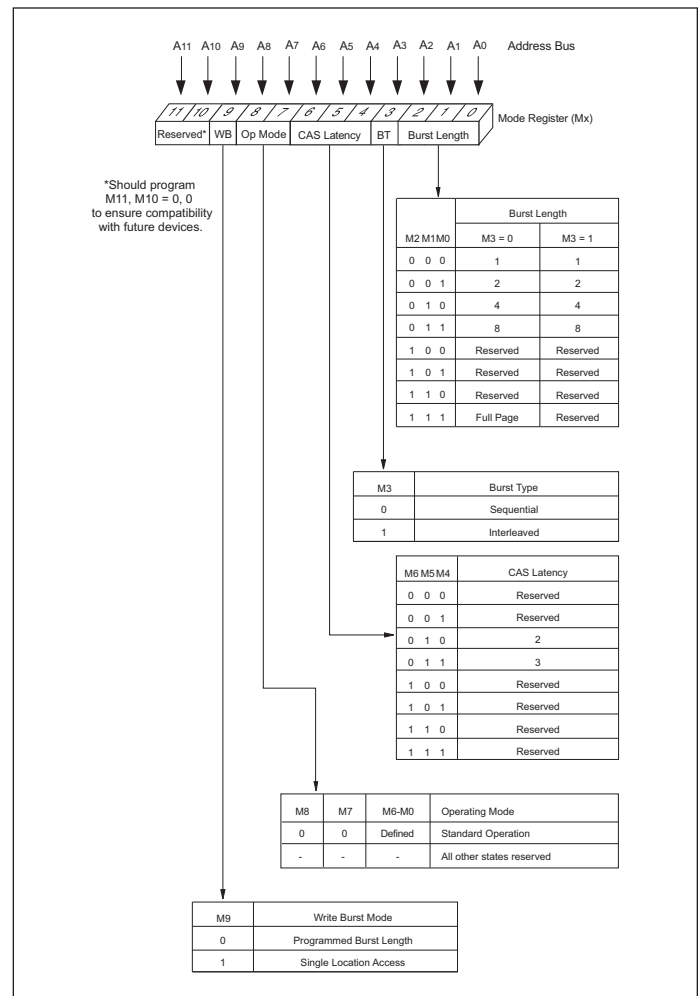 A11 A10 A9 A8 A7 A6 A5 A4 A3 A2 A1 A0 Address Bus
11 10 9 8 7 6 5 4 3 2 1 0
Mode Register (Mx)
Reserved* WB Op Mode CAS Latency BT Burst Length
*Should program
M11, M10 = 0, 0
to ensure compatibility
with future devices.
Burst Length
M2 M1M0 M3 = 0 M3 = 1
0 0 0 1 1
0 0 1 2 2
0 1 0 4 4
0 1 1 8 8
1 0 0 Reserved Reserved
1 0 1 Reserved Reserved
1 1 0 Reserved Reserved
1 1 1 Full Page Reserved
M3 Burst Type
0 Sequential
1 Interleaved
M6 M5 M4 CAS Latency
0 0 0 Reserved
0 0 1 Reserved
0 1 0 2
0 1 1 3
1 0 0 Reserved
1 0 1 Reserved
1 1 0 Reserved
1 1 1 Reserved
M8 M7 M6-M0 Operating Mode
0 0 Defined Standard Operation
- - - All other states reserved
M9 Write Burst Mode
0 Programmed Burst Length
1 Single Location Access